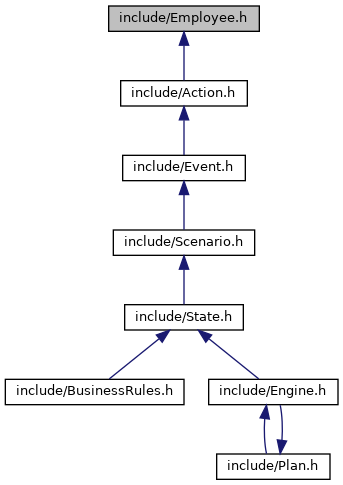 include/Employee.h
include/Action.h
include/Event.h
include/Scenario.h
include/State.h
include/BusinessRules.h
include/Engine.h
include/Plan.h